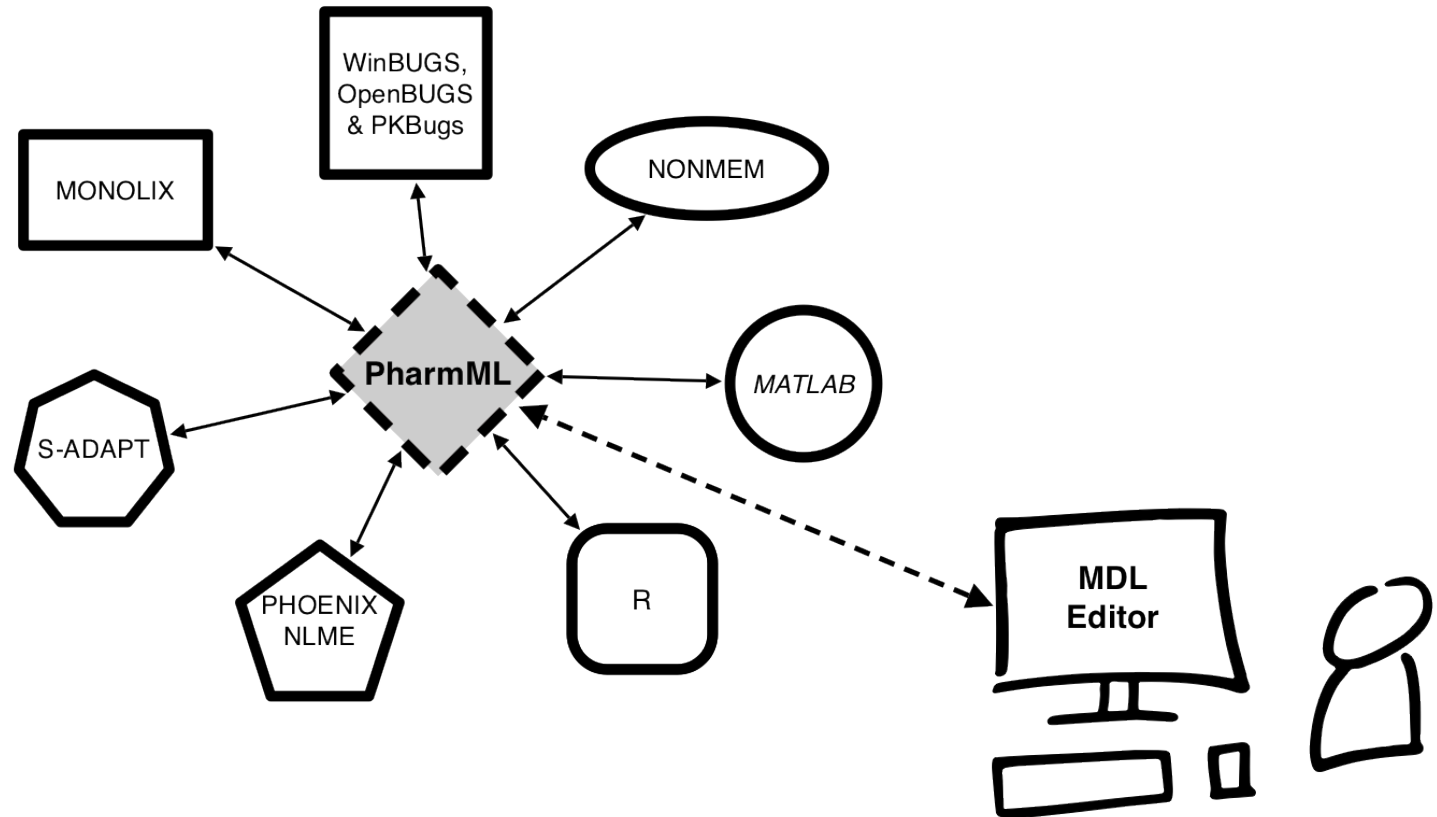 WinBUGS,
OpenBUGS
& PKBugs
MONOLIX
NONMEM
PharmML
MATLAB
S-ADAPT
PHOENIX
NLME
R
MDL
Editor